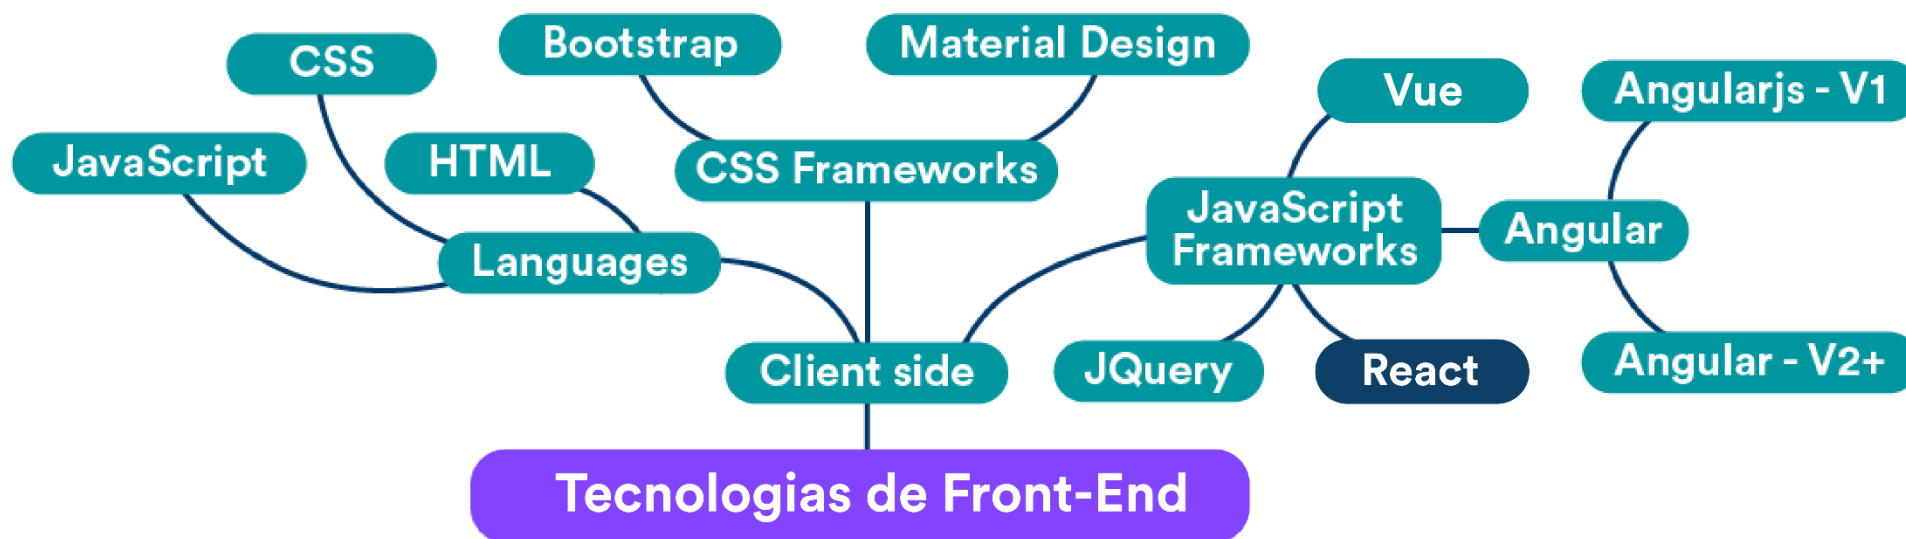 CSS
Bootstrap
Material Design
Vue
Angularjs - V1
JavaScript
HTML
CSS Frameworks
JavaScript
Frameworks
Angular
Languages
Client side
JQuery
React
Angular - V2+
Tecnologias de Front-End